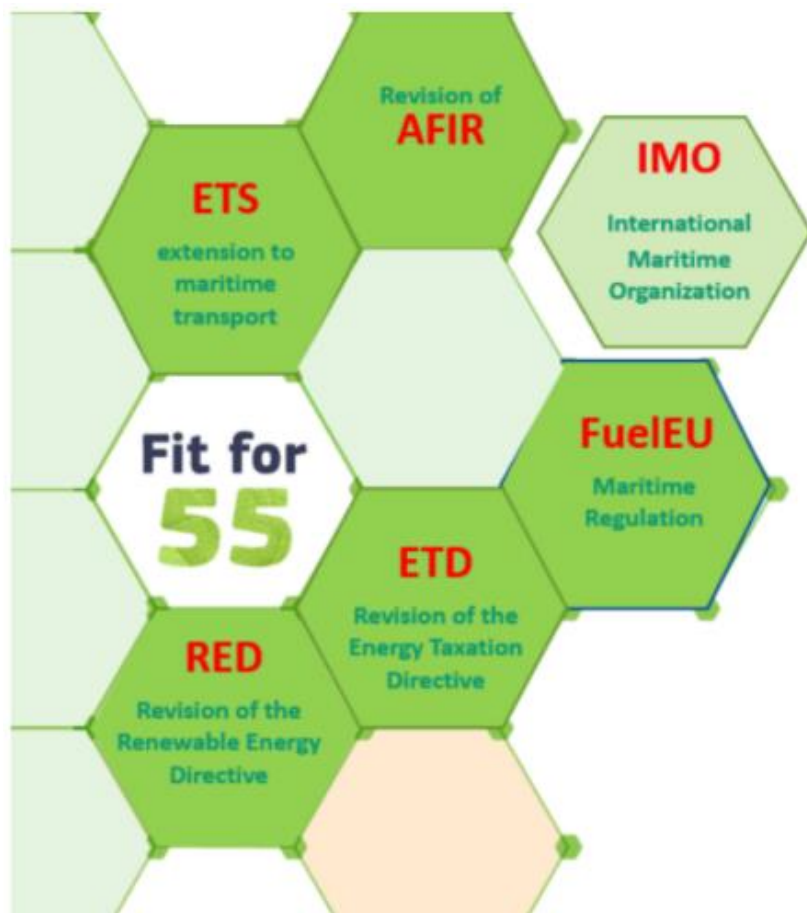 Revision of
AFIR
IMO
International
Maritime
Organization
ETS
extension to
maritime
transport
Fit for
55
FuelEU
Maritime
Regulation
ETD
Revision of the
Energy Taxation
Directive
RED
Revision of the
Renewable Energy
Directive